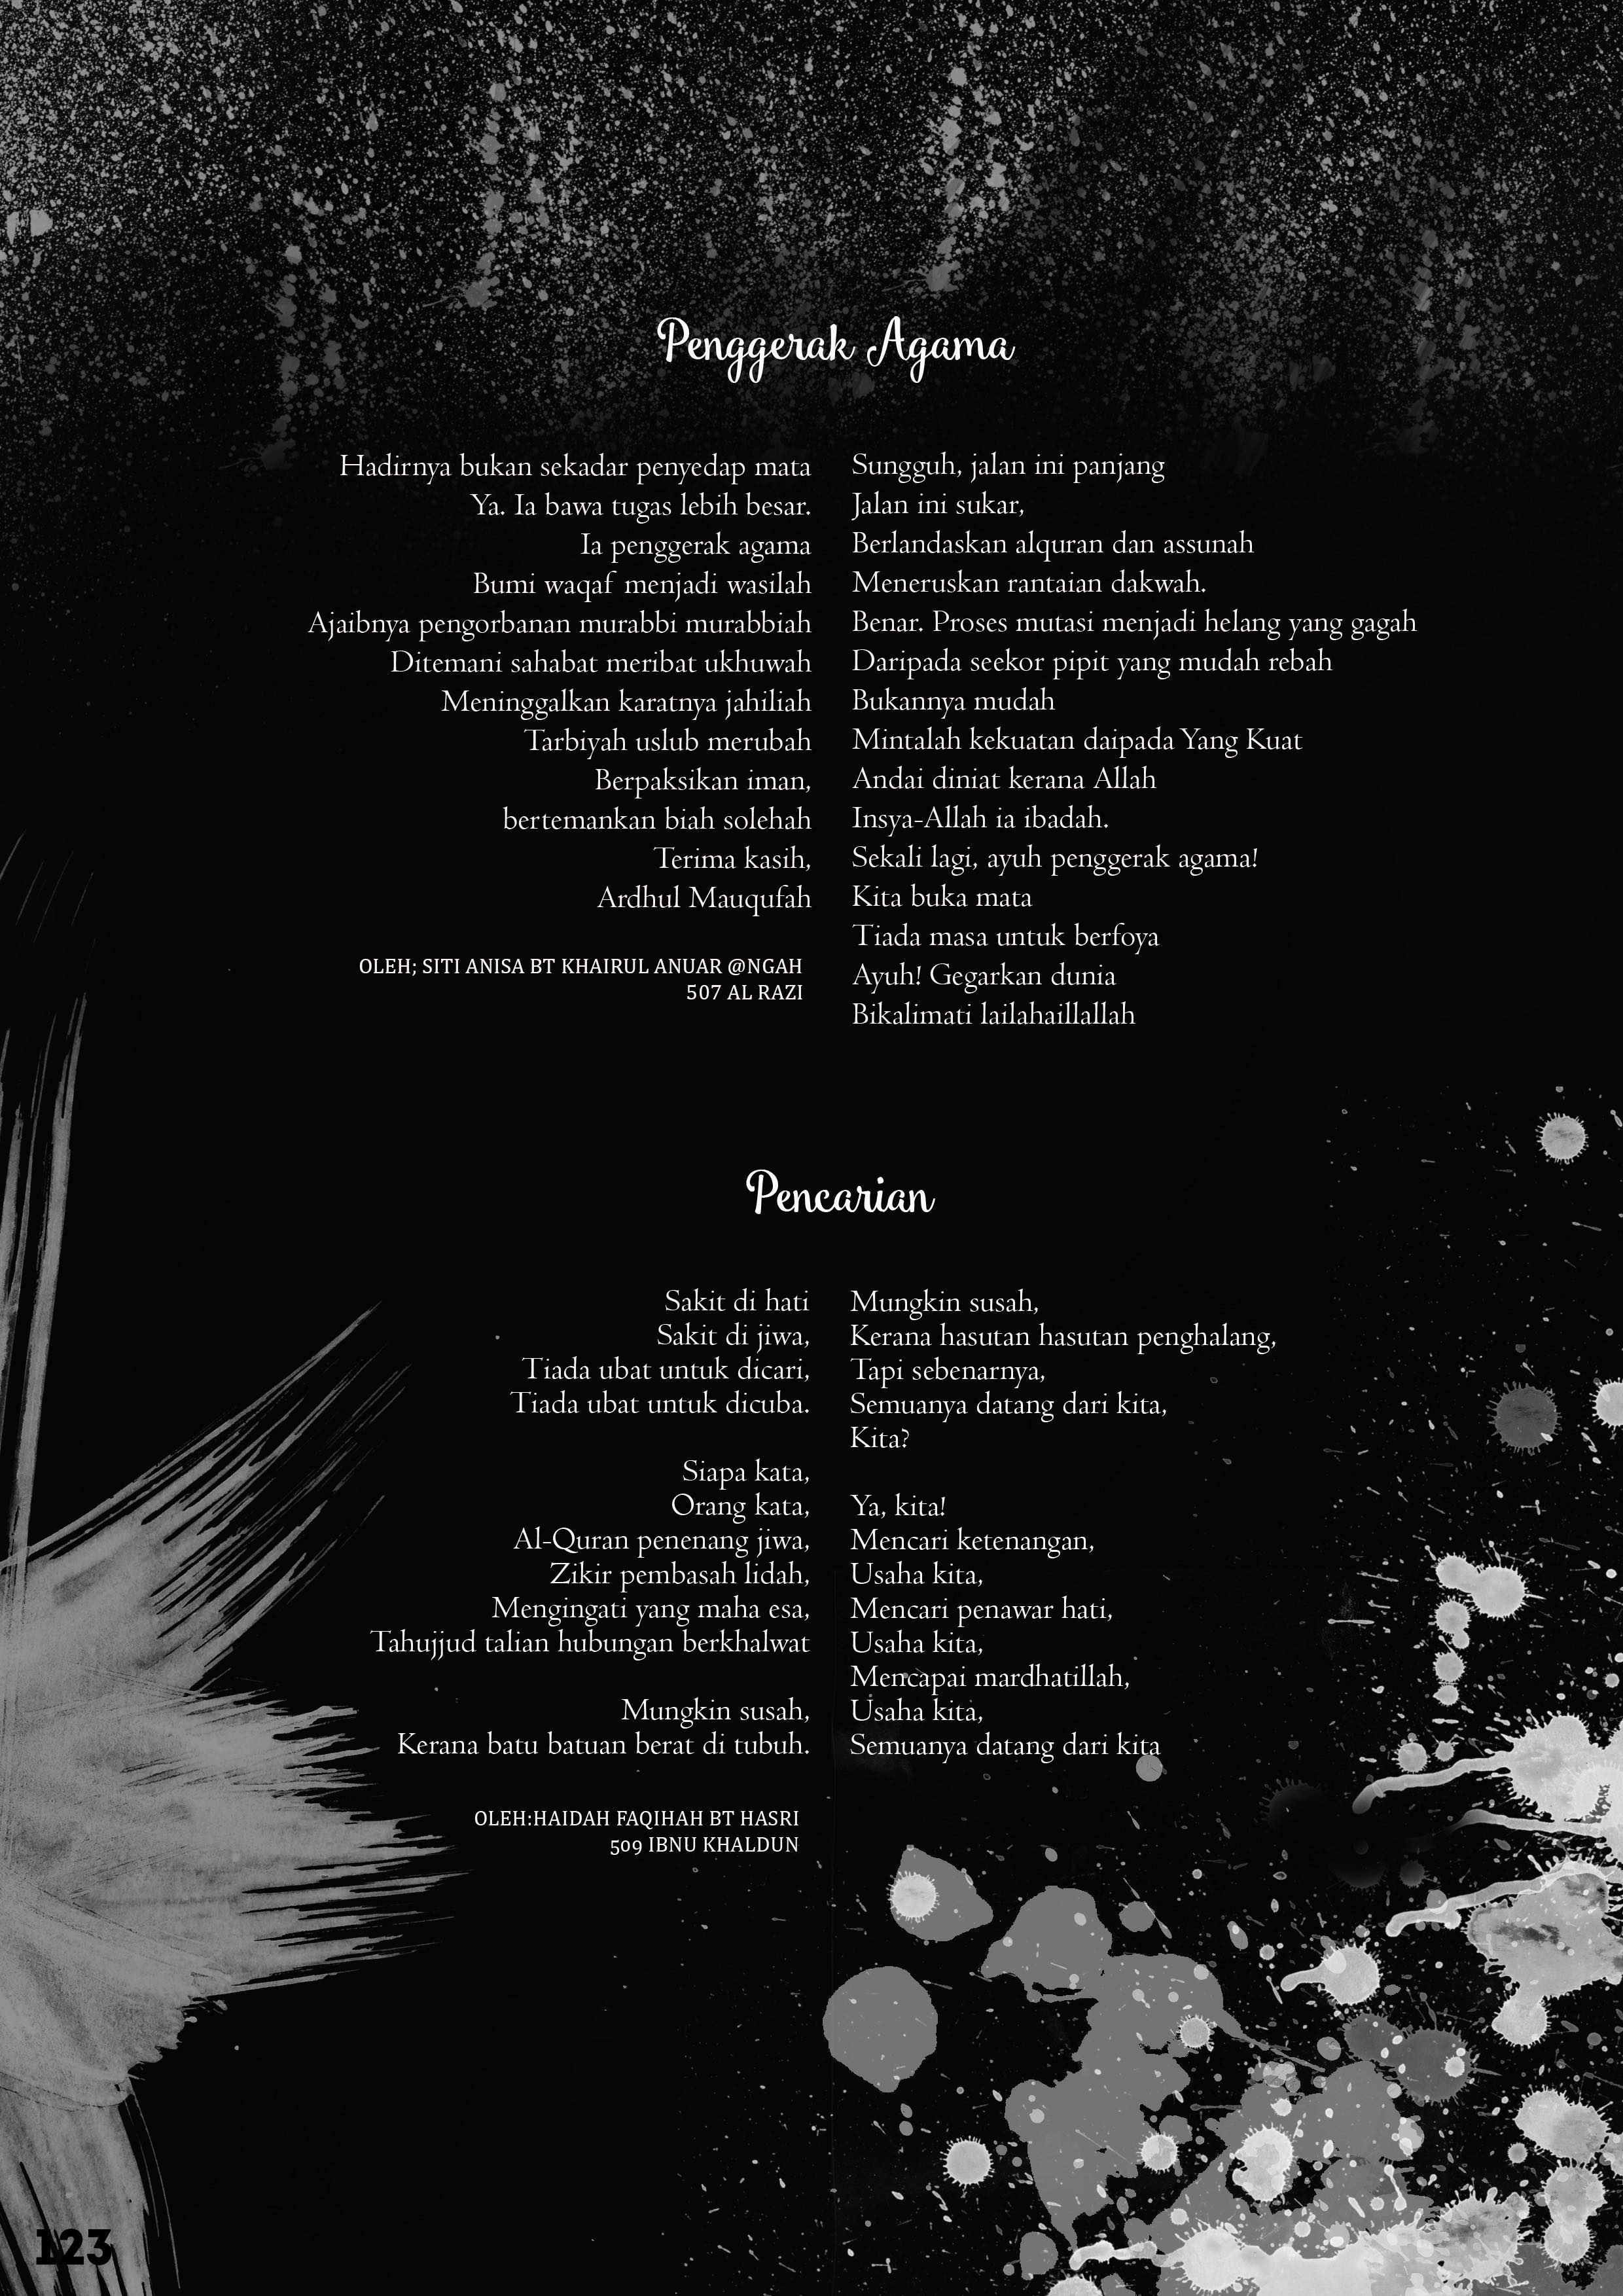 Penggerak Agama
Hadirnya bukan sekadar penyedap mata
Ya. Ia bawa tugas lebih besar.
Ia penggerak agama
Bumi waqaf menjadi wasilah
Ajaibnya pengorbanan murabbi murabbiah
Ditemani sahabat meribat ukhuwah
Meninggalkan karatnya jahiliah
Tarbiyah uslub merubah
Berpaksikan iman,
bertemankan biah solehah
Terima kasih,
Ardhul Mauqufah
OLEH; SITI ANISA BT KHAIRUL ANUAR @NGAH
507 AL RAZI
Sungguh, jalan ini panjang
Jalan ini sukar,
Berlandaskan alquran dan assunah
Meneruskan rantaian dakwah.
Benar. Proses mutasi menjadi helang yang gagah
Daripada seekor pipit yang mudah rebah
Bukannya mudah
Mintalah kekuatan daipada Yang Kuat
Andai diniat kerana Allah
Insya-Allah ia ibadah.
Sekali lagi, ayuh penggerak agama!
Kita buka mata
Tiada masa untuk berfoya
Ayuh! Gegarkan dunia
Bikalimati lailahaillallah
Pencarian
Sakit di hati
Sakit di jiwa,
Tiada ubat untuk dicari,
Tiada ubat untuk dicuba.
Siapa kata,
Orang kata,
Al-Quran penenang jiwa,
Zikir pembasah lidah,
Mengingati yang maha esa,
Tahujjud talian hubungan berkhalwat
Mungkin susah,
Kerana batu batuan berat di tubuh.
OLEH:HAIDAH FAQIHAH BT HASRI
509 IBNU KHALDUN
Mungkin susah,
Kerana hasutan hasutan penghalang,
Tapi sebenarnya,
Semuanya datang dari kita,
Kita?
Ya, kita!
Mencari ketenangan,
Usaha kita,
Mencari penawar hati,
Usaha kita,
Mencapai mardhatillah,
Usaha kita,
Semuanya datang dari kita
123